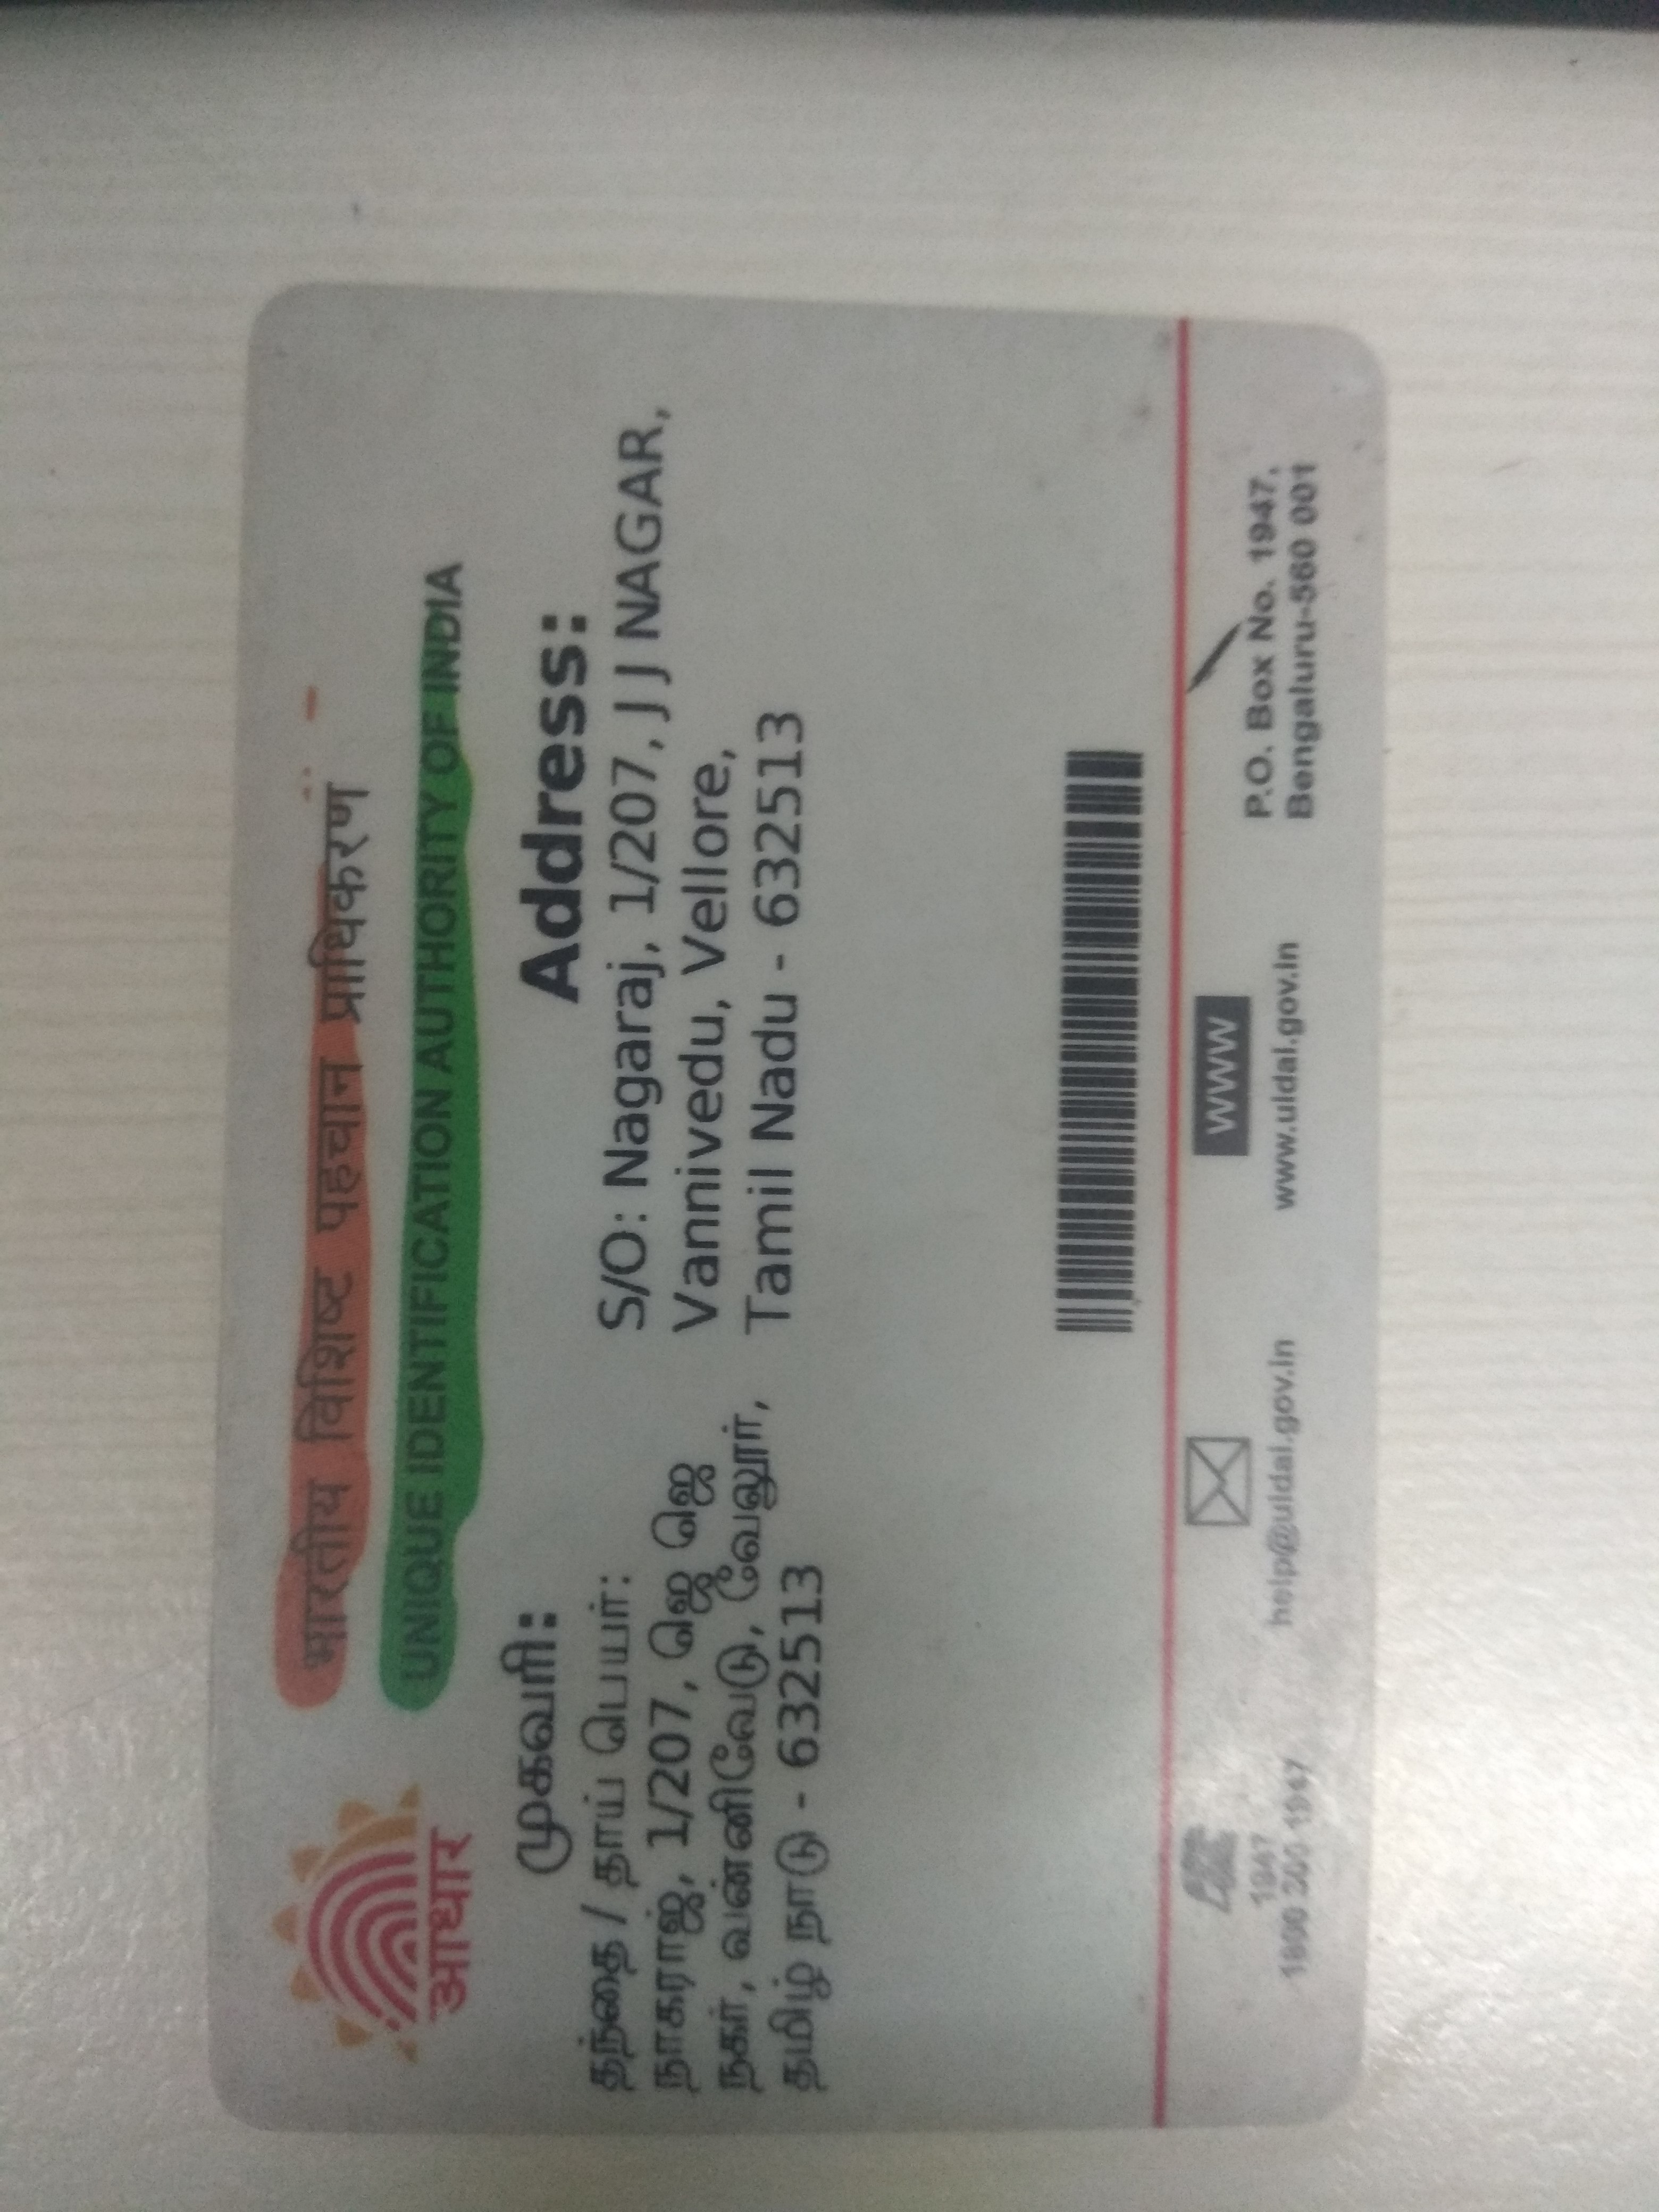 आधार
भारतीय विशिष्ट पहचान प्राधिकरण
UNIQUE IDENTIFICATION AUTHORITY OF INDIA
முகவரி:
தந்தை / தாய் பெயர்:
நாகராஜ், 1/207, ஜெ ஜெ
நகர், வன்னிவேடு, வேலூர்,
தமிழ் நாடு - 632513
Address:
S/O: Nagaraj, 1/207, J J NAGAR,
Vannivedu, Vellore,
Tamil Nadu - 632513
1947
1800 300 1947
help@uidai.gov.in
WWW
www.uidai.gov.in
P.O. Box No. 1947,
Bengaluru-560 001